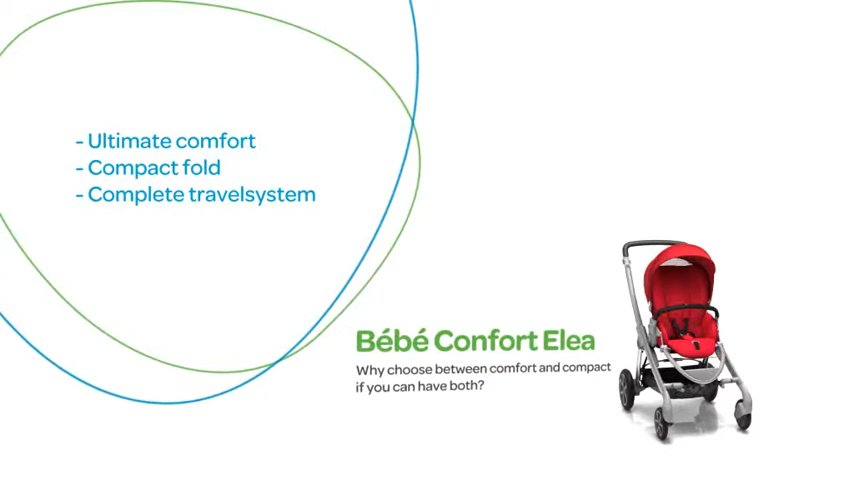 - Ultimate comfort
- Compact fold
- Complete travelsystem
Bébé Confort Elea
Why choose between comfort and compact
if you can have both?